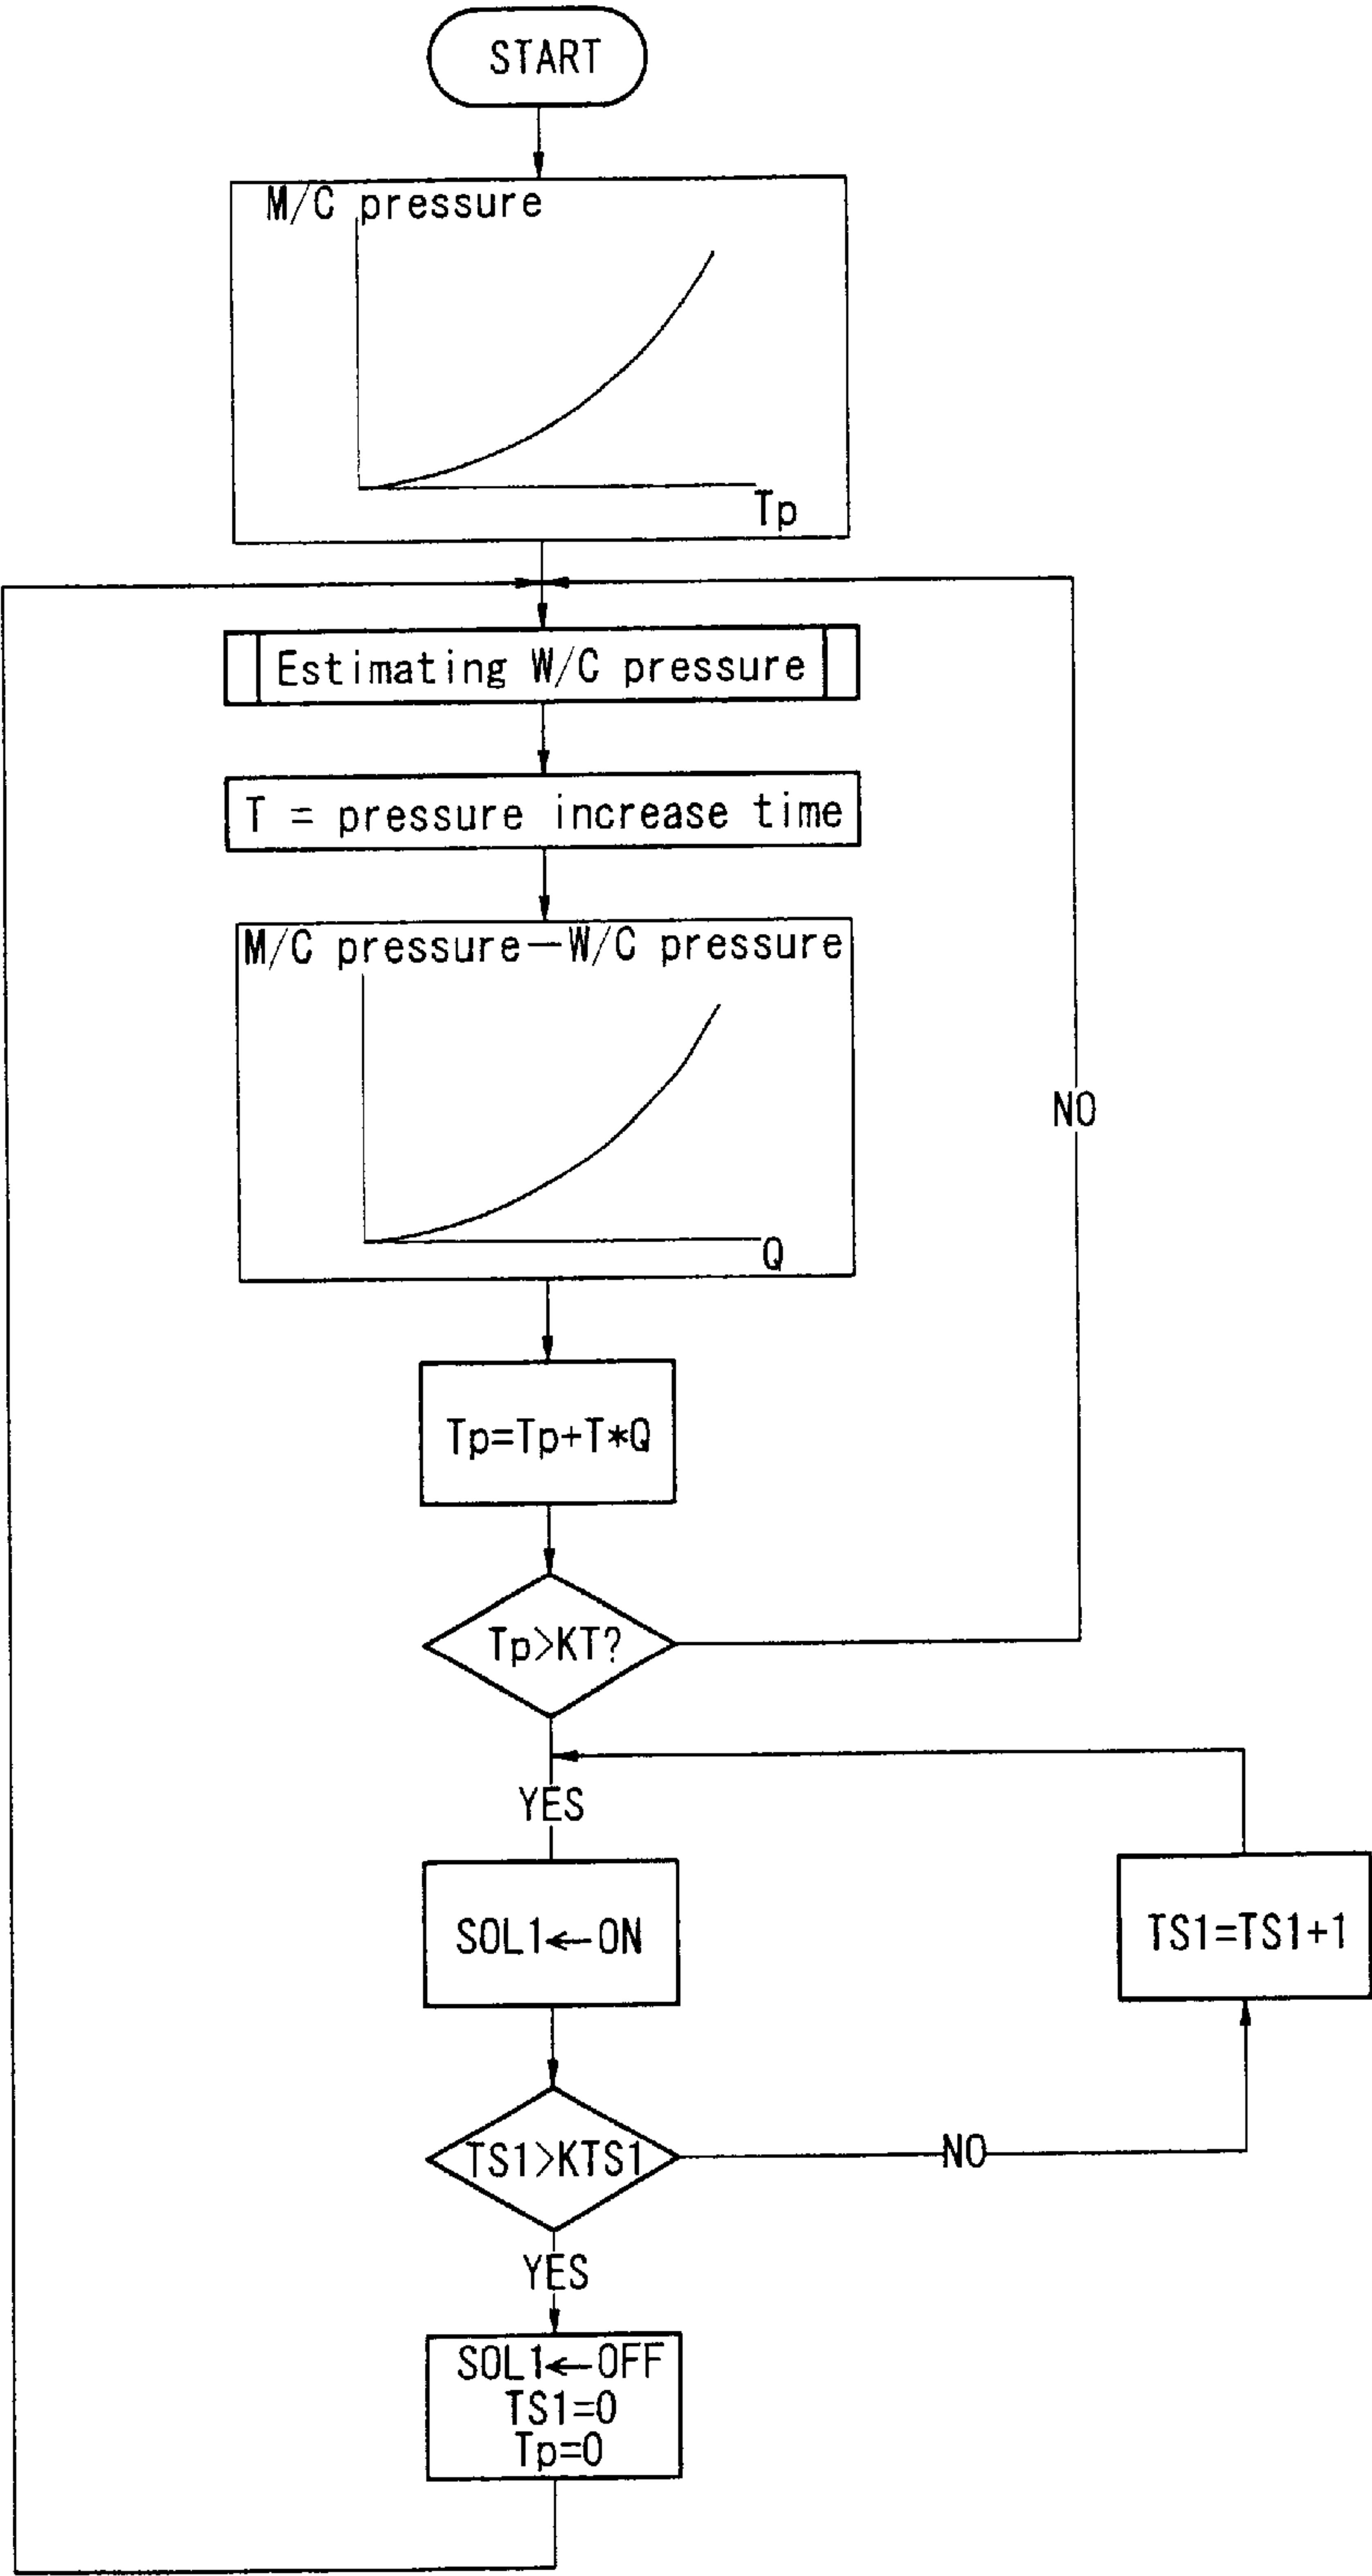 START
M/C pressure
Tp
Estimating W/C pressure
T = pressure increase time
M/C pressure－W/C pressure
Q
Tp=Tp+T*Q
Tp>KT?
NO
YES
SOL1←ON
TS1=TS1+1
TS1>KTS1
NO
YES
SOL1←OFF
TS1=0
Tp=0